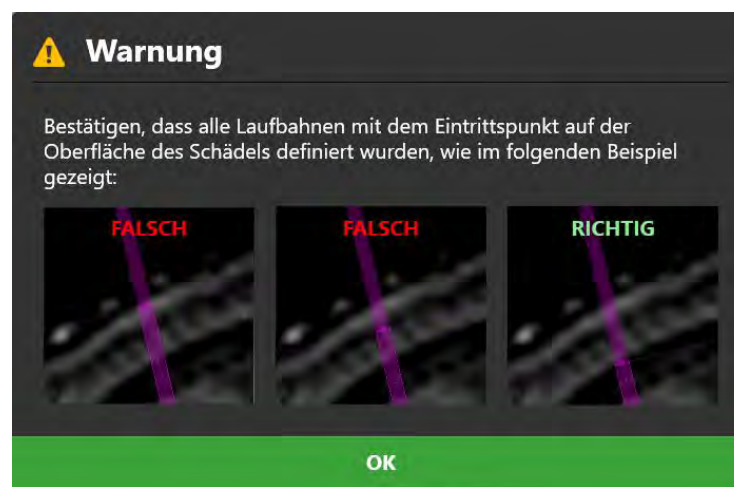 Warnung
Bestätigen, dass alle Laufbahnen mit dem Eintrittspunkt auf der
Oberfläche des Schädels definiert wurden, wie im folgenden Beispiel
gezeigt:
FALSCH FALSCH RICHTIG
OK